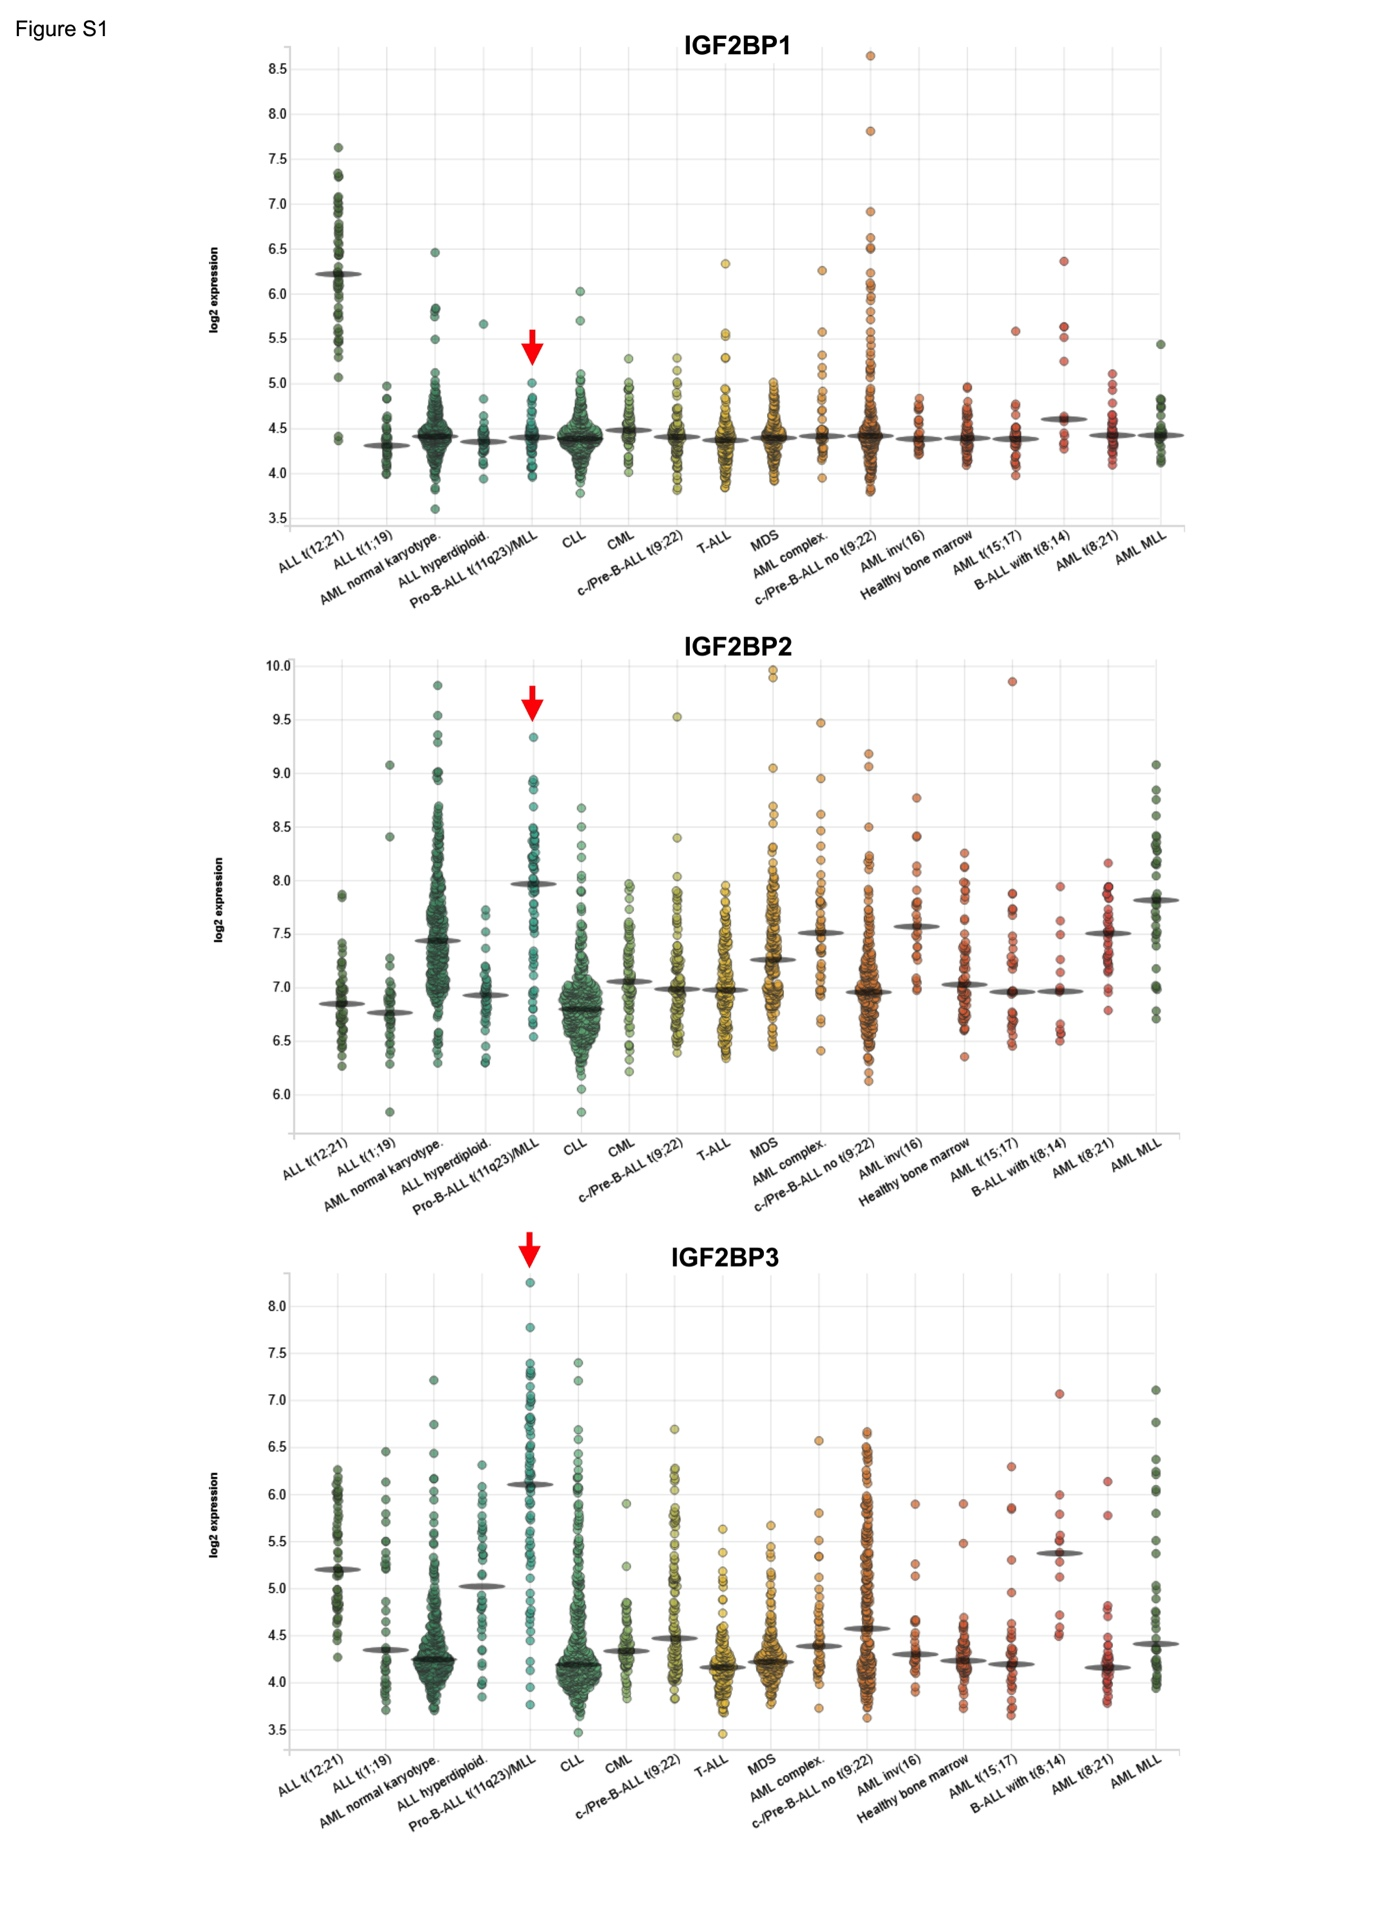 Figure S1
IGF2BP1
8.5
8.0
7.5
7.0
6.5
6.0
5.5
5.0
4.5
4.0
3.5
log2 expression
ALL t(12;21)
ALL t(1;19)
AML normal karyotype.
ALL hyperdiploid.
Pro-B-ALL t(11q23)/MLL
CLL
CML
c-/Pre-B-ALL t(9;22)
T-ALL
MDS
AML complex.
c-/Pre-B-ALL no t(9;22)
AML inv(16)
Healthy bone marrow
AML t(15;17)
B-ALL with t(8;14)
AML t(8;21)
AML MLL
IGF2BP2
10.0
9.5
9.0
8.5
8.0
7.5
7.0
6.5
6.0
log2 expression
ALL t(12;21)
ALL t(1;19)
AML normal karyotype.
ALL hyperdiploid.
Pro-B-ALL t(11q23)/MLL
CLL
CML
c-/Pre-B-ALL t(9;22)
T-ALL
MDS
AML complex.
c-/Pre-B-ALL no t(9;22)
AML inv(16)
Healthy bone marrow
AML t(15;17)
B-ALL with t(8;14)
AML t(8;21)
AML MLL
IGF2BP3
8.0
7.5
7.0
6.5
6.0
5.5
5.0
4.5
4.0
3.5
log2 expression
ALL t(12;21)
ALL t(1;19)
AML normal karyotype.
ALL hyperdiploid.
Pro-B-ALL t(11q23)/MLL
CLL
CML
c-/Pre-B-ALL t(9;22)
T-ALL
MDS
AML complex.
c-/Pre-B-ALL no t(9;22)
AML inv(16)
Healthy bone marrow
AML t(15;17)
B-ALL with t(8;14)
AML t(8;21)
AML MLL